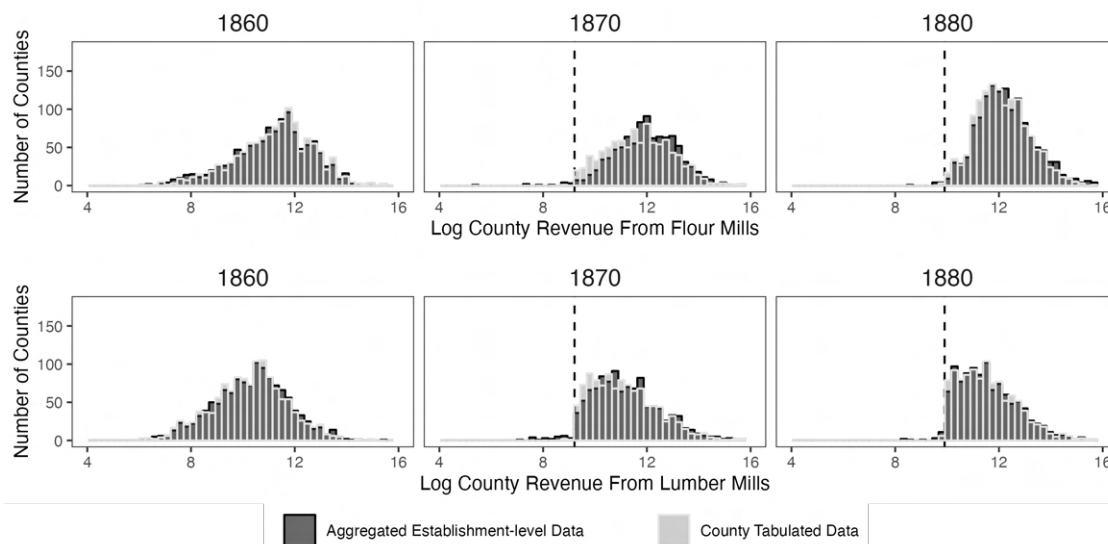 1860 1870 1880
Number of Counties
150
100
50
0
4 8 12 16 4 8 12 16 4 8 12 16
Log County Revenue From Flour Mills
1860 1870 1880
Number of Counties
150
100
50
0
4 8 12 16 4 8 12 16 4 8 12 16
Log County Revenue From Lumber Mills
Aggregated Establishment-level Data County Tabulated Data